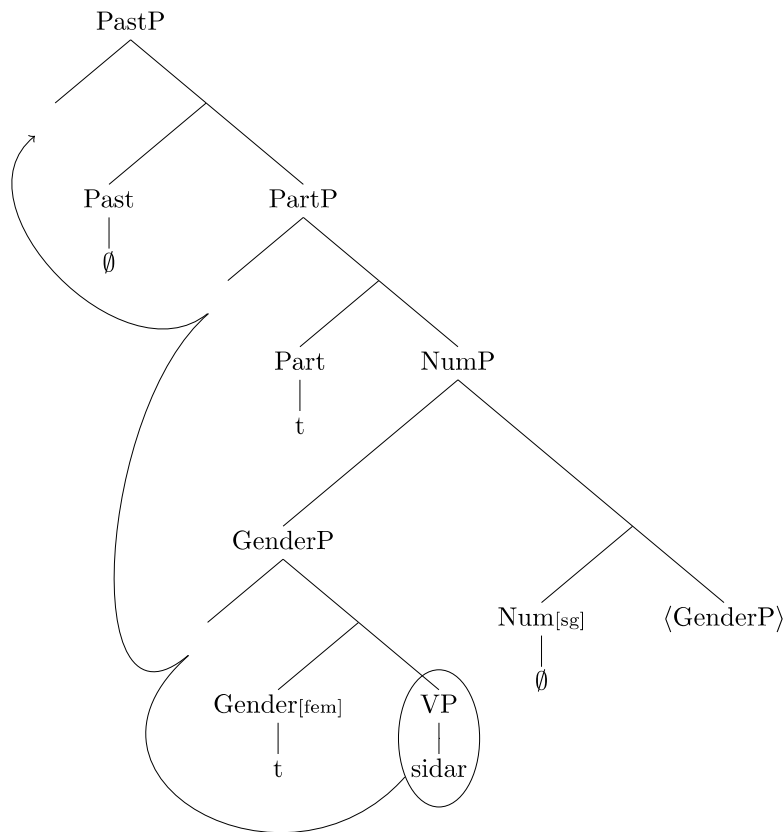 PastP
Past PartP
∅
Part NumP
t
GenderP
Num[sg] ⟨GenderP⟩
∅
Gender[fem] VP
t sidar